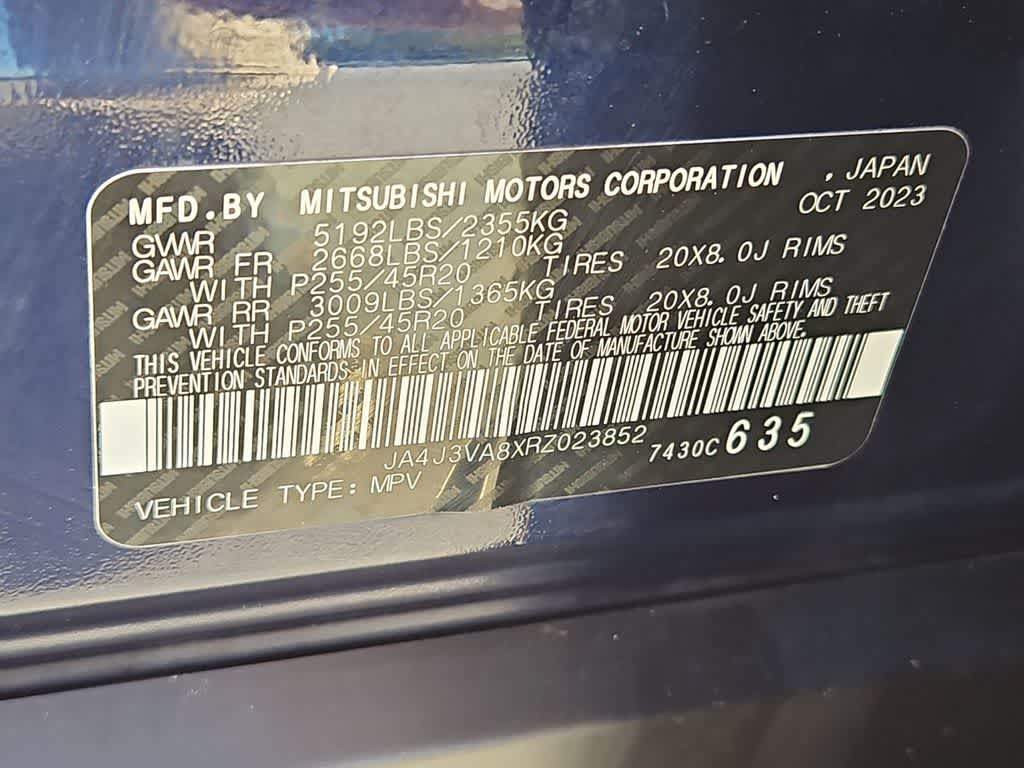 MFD.BY MITSUBISHI MOTORS CORPORATION , JAPAN
OCT 2023
GVWR 5192LBS/2355KG
GAWR FR 2668LBS/1210KG
WITH P255/45R20 TIRES 20X8.0J RIMS
GAWR RR 3009LBS/1365KG
WITH P255/45R20 TIRES 20X8.0J RIMS
THIS VEHICLE CONFORMS TO ALL APPLICABLE FEDERAL MOTOR VEHICLE SAFETY AND THEFT
PREVENTION STANDARDS IN EFFECT ON THE DATE OF MANUFACTURE SHOWN ABOVE.
JA4J3VA8XRZ023852 7430C 635
VEHICLE TYPE: MPV